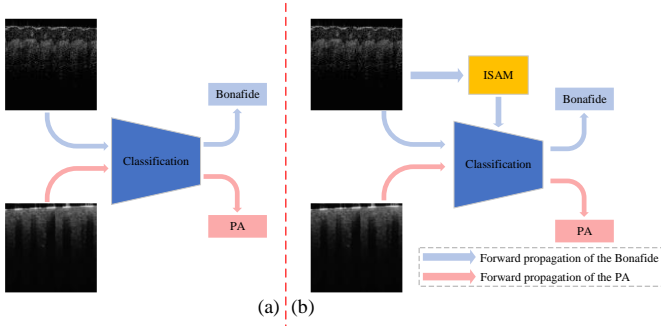 Bonafide
Classification
PA
(a)
ISAM
Bonafide
Classification
PA
Forward propagation of the Bonafide
Forward propagation of the PA
(b)